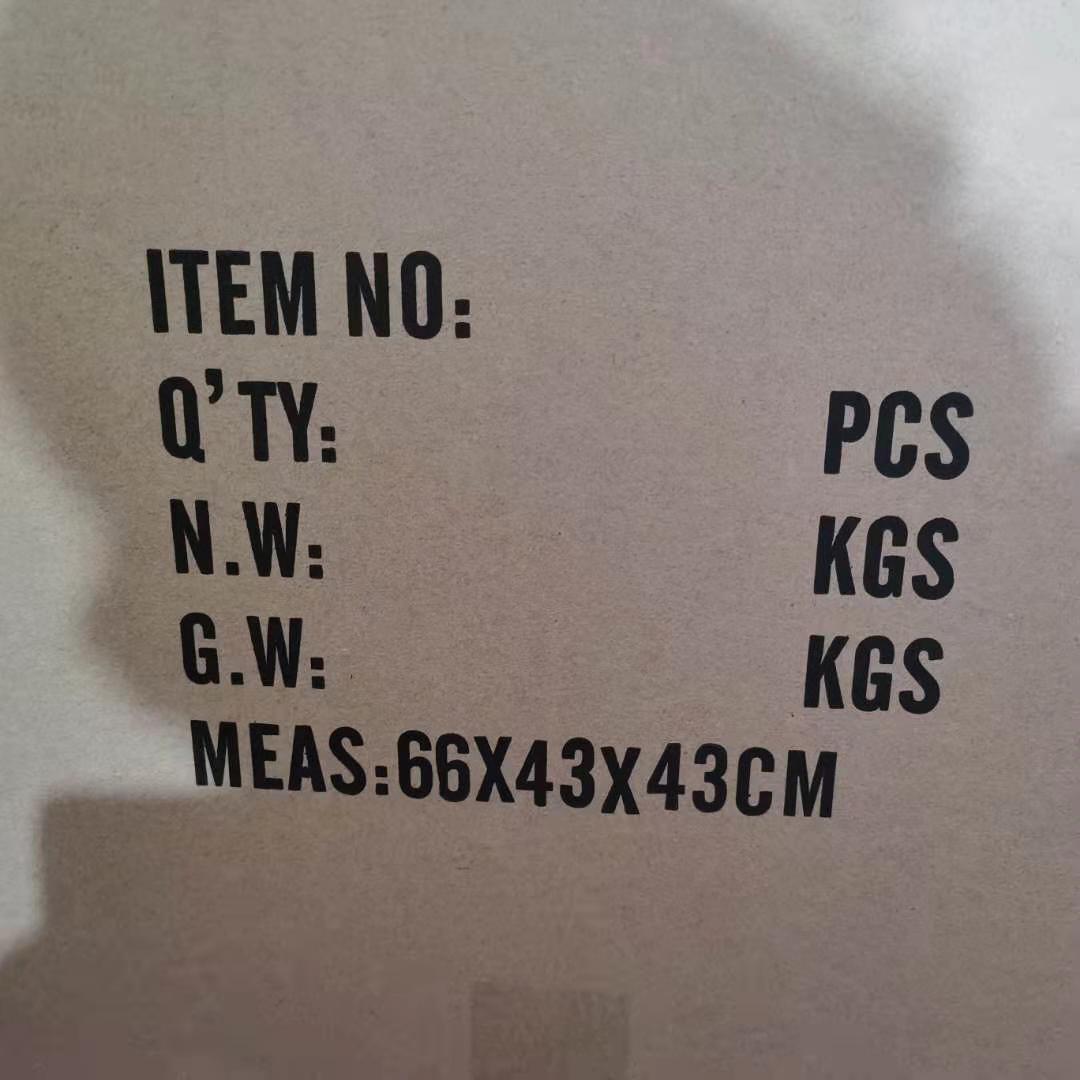 ITEM NO:
Q'TY: PCS
N.W: KGS
G.W: KGS
MEAS:66X43X43CM